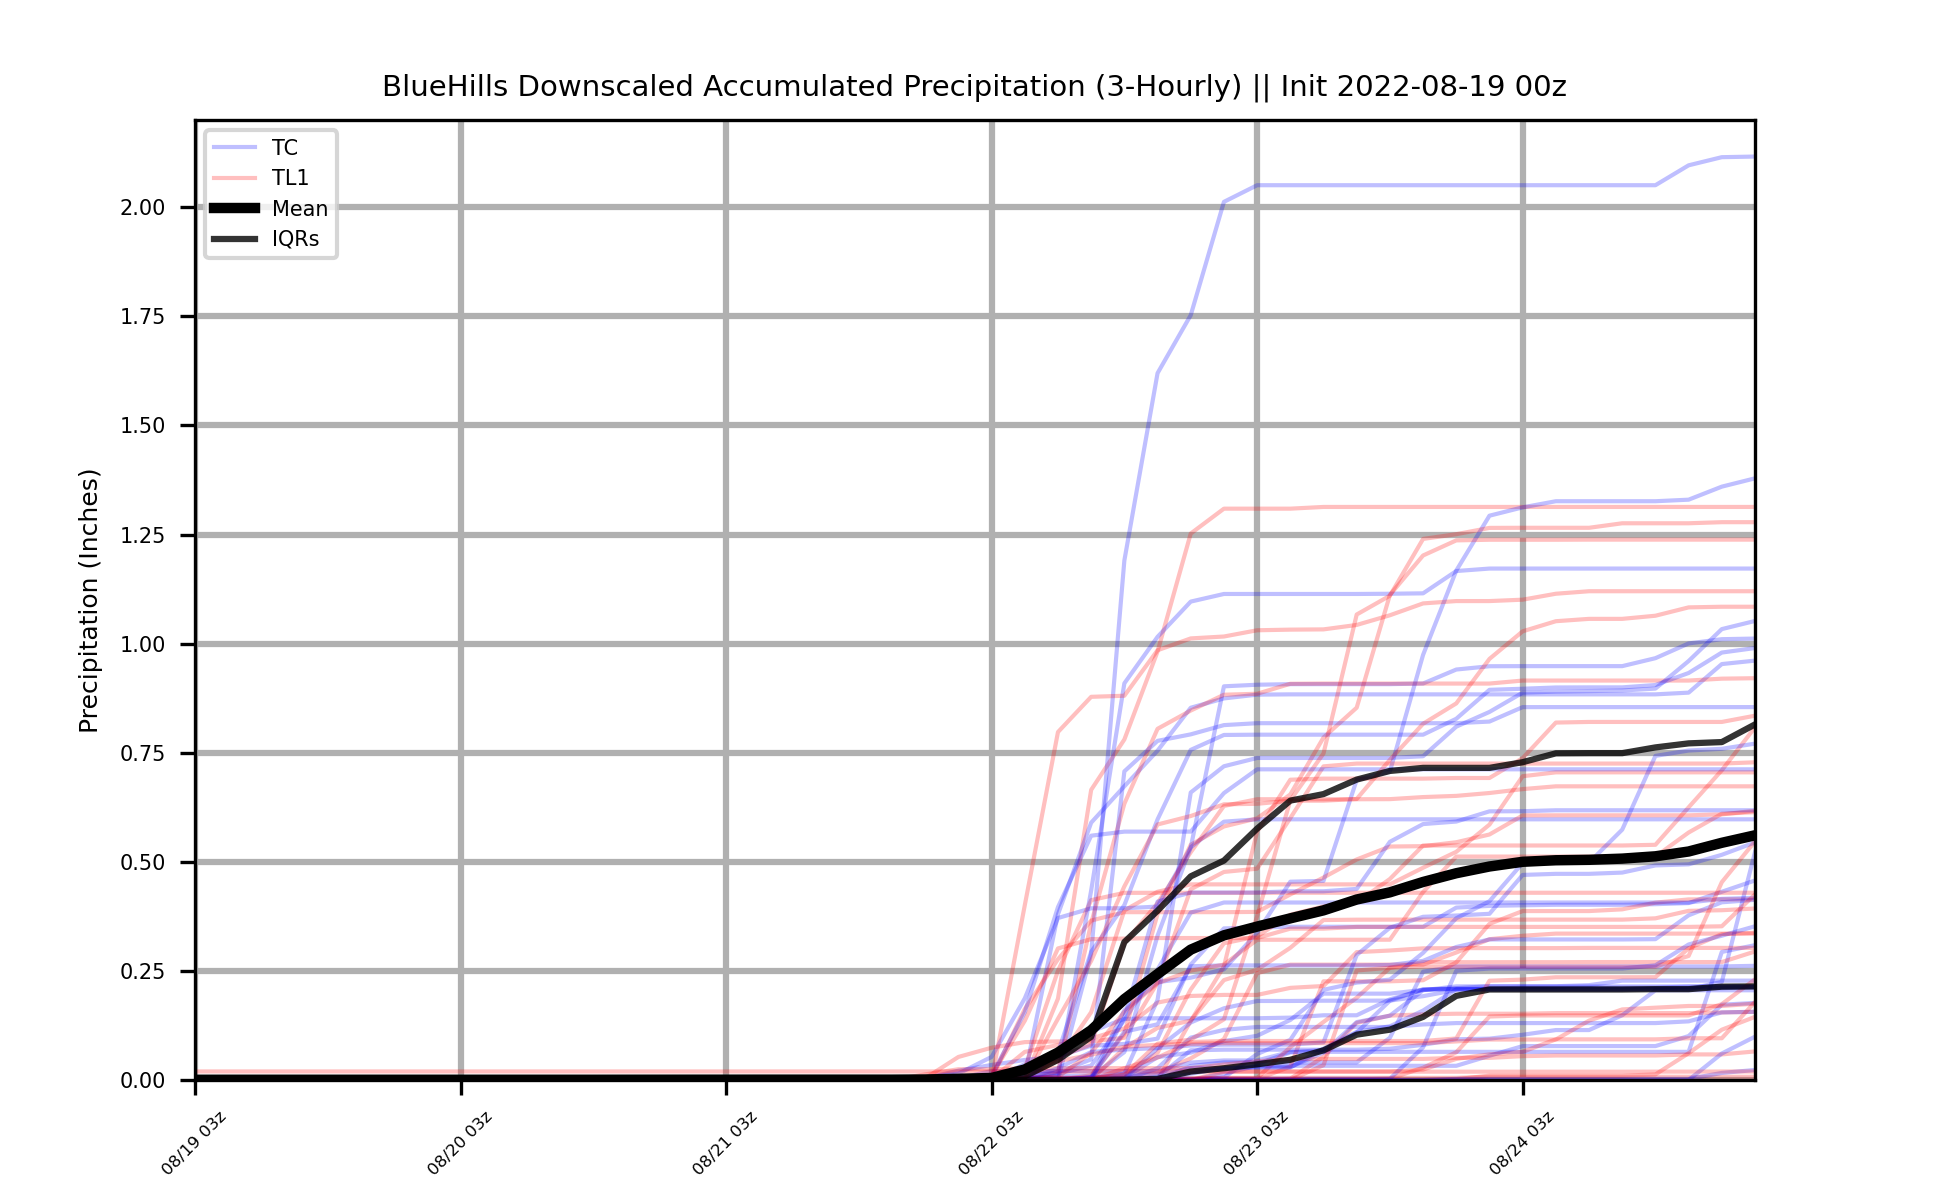 BlueHills Downscaled Accumulated Precipitation (3-Hourly) || Init 2022-08-19 00z
TC
TL1
Mean
IQRs
Precipitation (Inches)
2.00
1.75
1.50
1.25
1.00
0.75
0.50
0.25
0.00
08/19 03z
08/20 03z
08/21 03z
08/22 03z
08/23 03z
08/24 03z